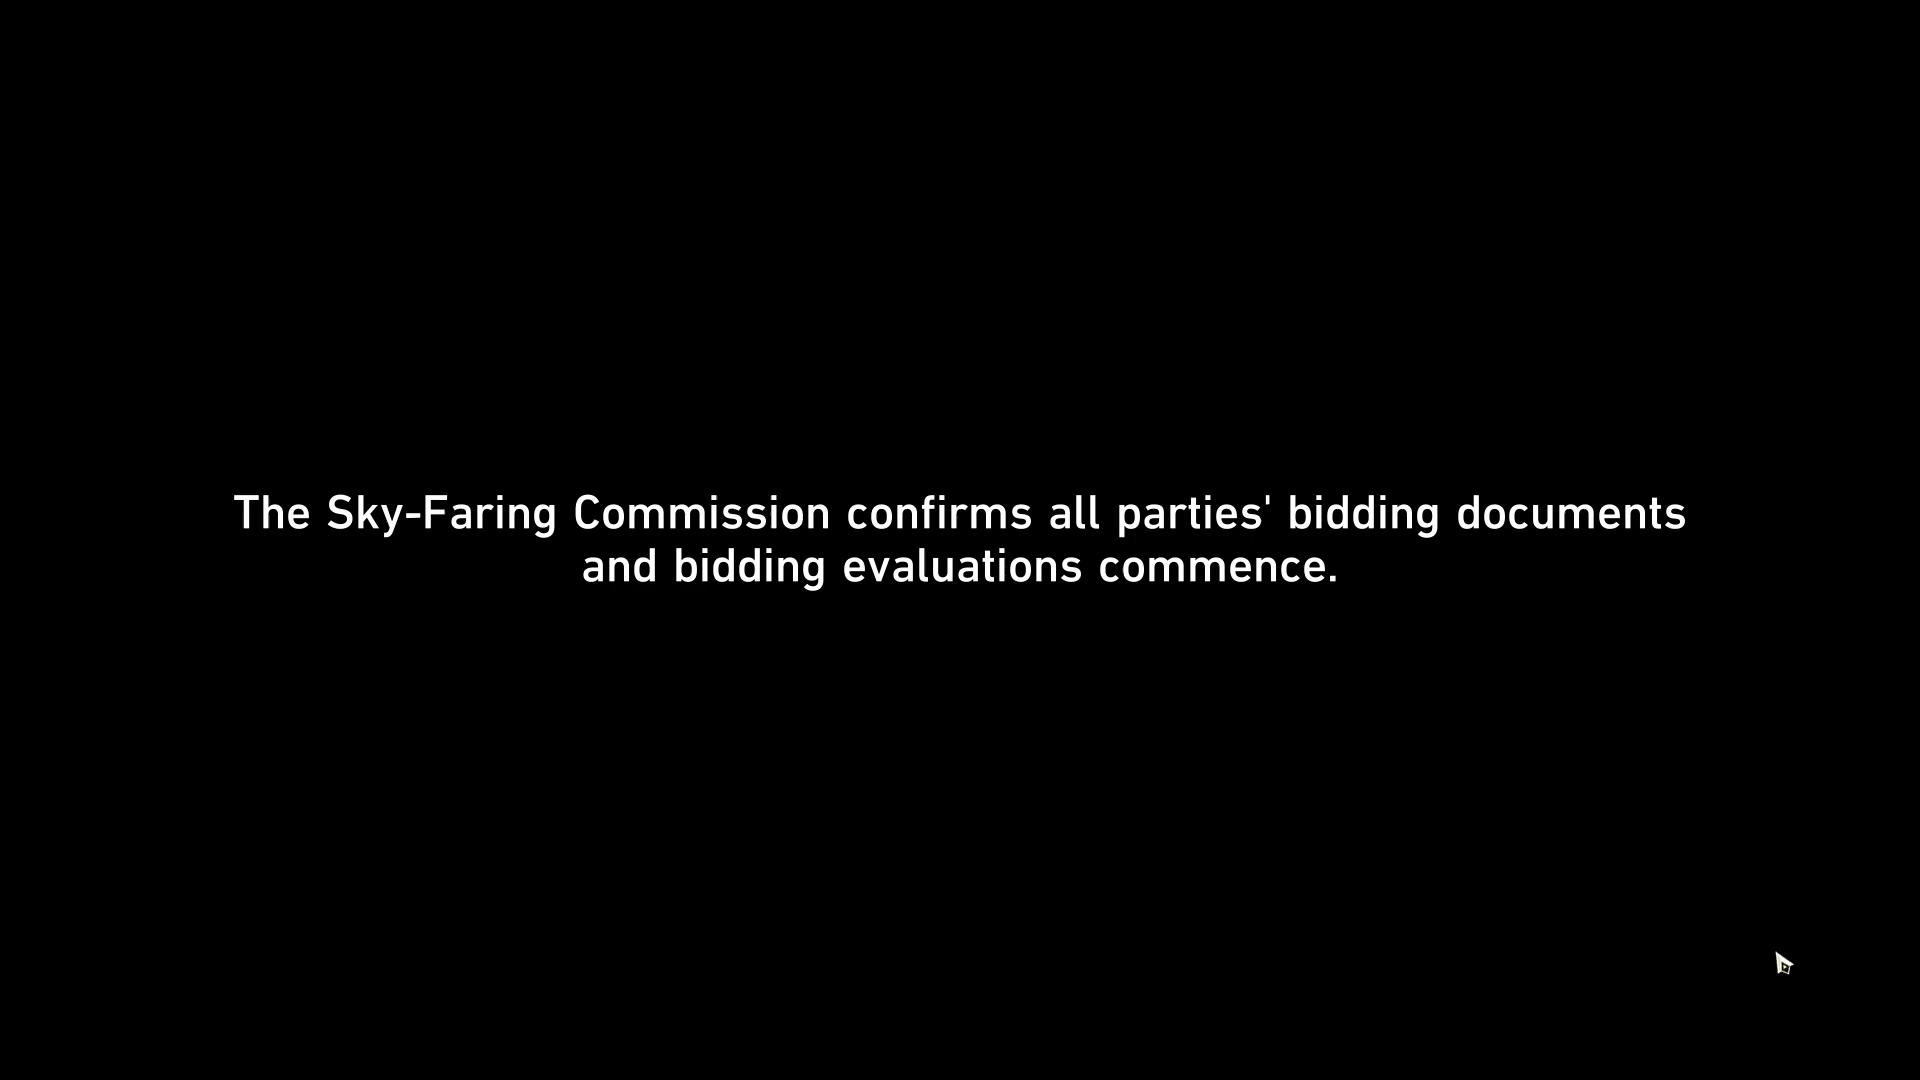 The Sky-Faring Commission confirms all parties' bidding documents
and bidding evaluations commence.